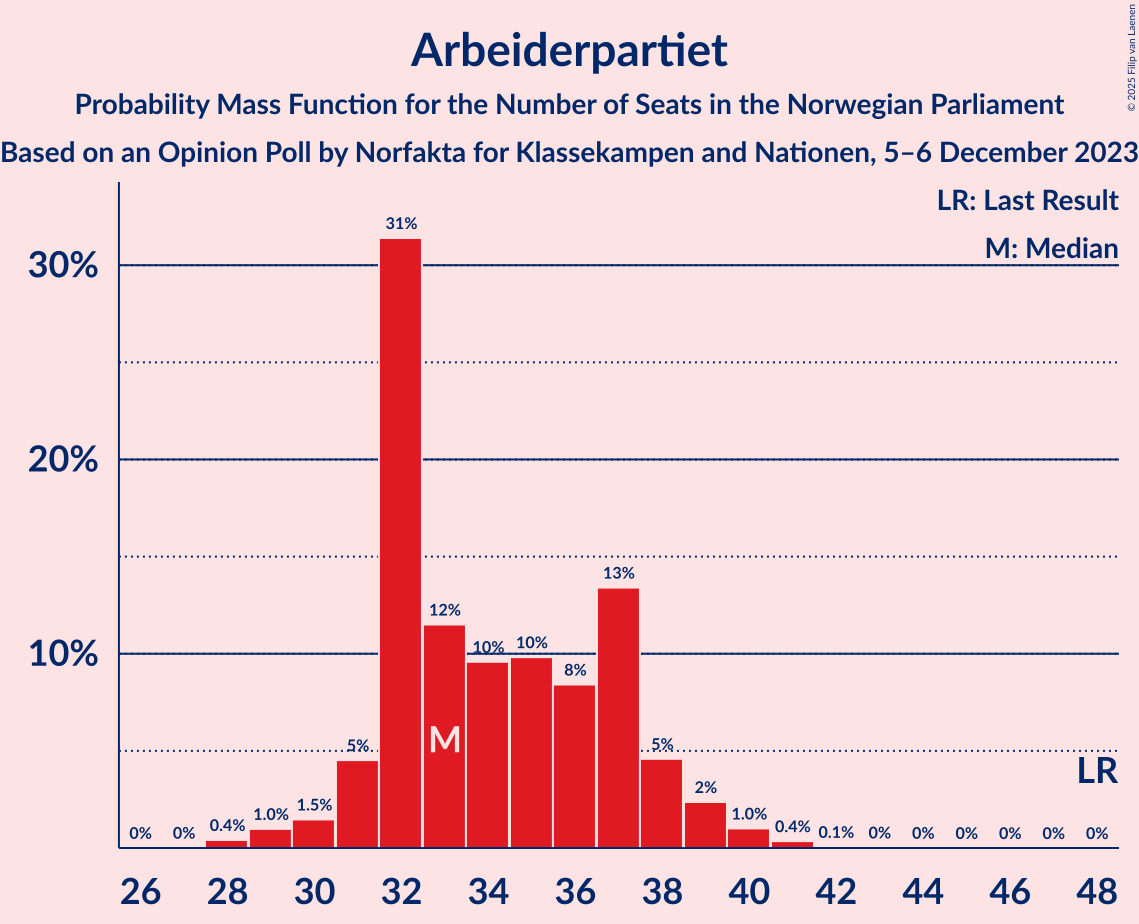 Arbeiderpartiet
Probability Mass Function for the Number of Seats in the Norwegian Parliament
Based on an Opinion Poll by Norfakta for Klassekampen and Nationen, 5–6 December 2023
© 2025 Filip van Laenen
LR: Last Result
M: Median
30%
20%
10%
0% 0% 0.4% 1.0% 1.5% 5% 31% 12% 10% 10% 8% 13% 5% 2% 1.0% 0.4% 0.1% 0% 0% 0% 0% 0% 0%
M
LR
26 28 30 32 34 36 38 40 42 44 46 48